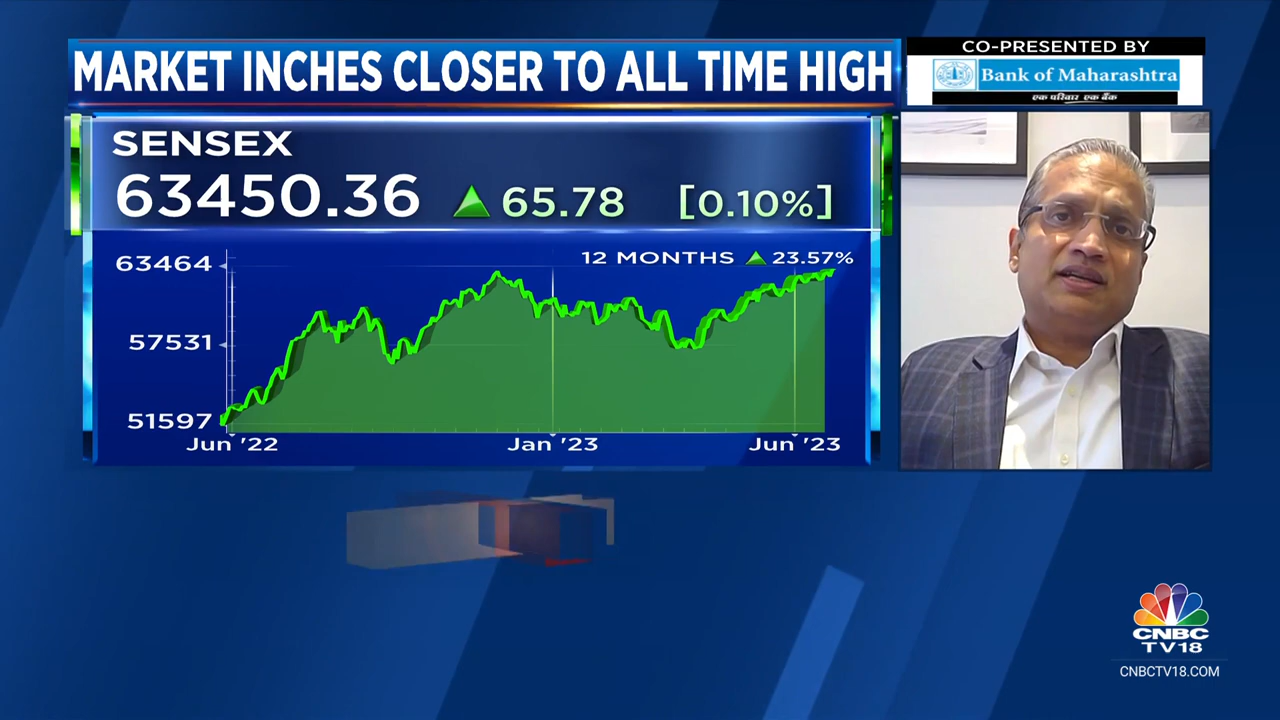 MARKET INCHES CLOSER TO ALL TIME HIGH
CO-PRESENTED BY
Bank of Maharashtra
एक परिवार एक बैंक
SENSEX
63450.36 ▲ 65.78 [0.10%]
12 MONTHS ▲ 23.57%
63464
57531
51597
Jun '22 Jan '23 Jun '23
CNBC
TV18
CNBCTV18.COM